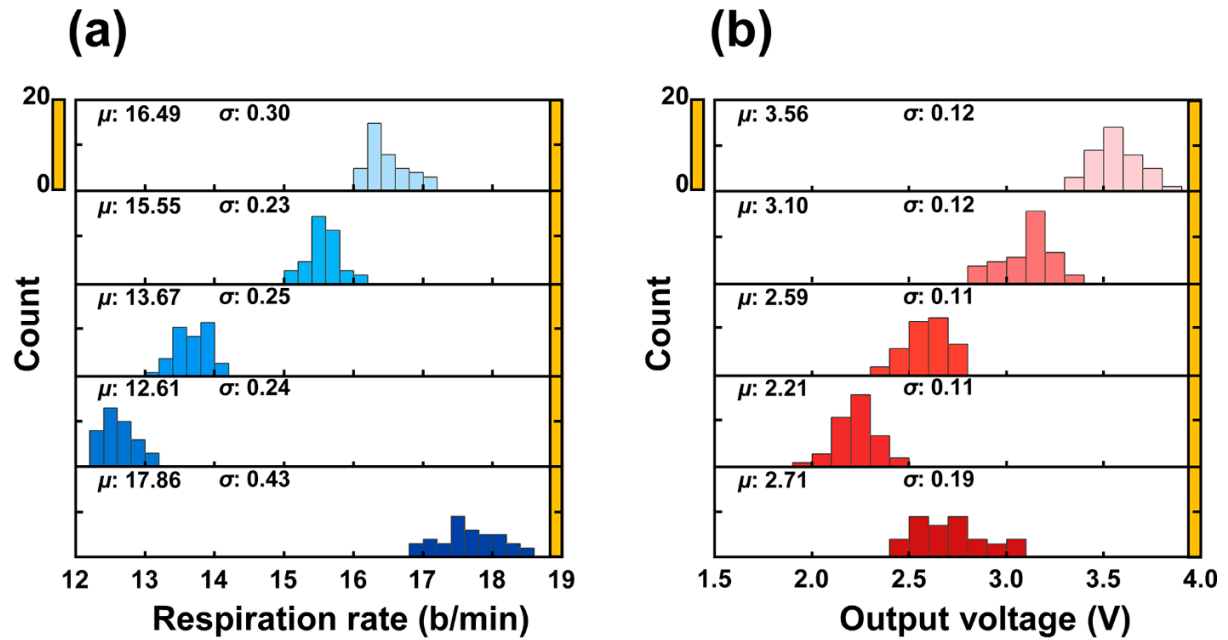 (a)
20
0
μ: 16.49 σ: 0.30
μ: 15.55 σ: 0.23
μ: 13.67 σ: 0.25
μ: 12.61 σ: 0.24
μ: 17.86 σ: 0.43
Count
12 13 14 15 16 17 18 19
Respiration rate (b/min)
(b)
20
0
μ: 3.56 σ: 0.12
μ: 3.10 σ: 0.12
μ: 2.59 σ: 0.11
μ: 2.21 σ: 0.11
μ: 2.71 σ: 0.19
Count
1.5 2.0 2.5 3.0 3.5 4.0
Output voltage (V)